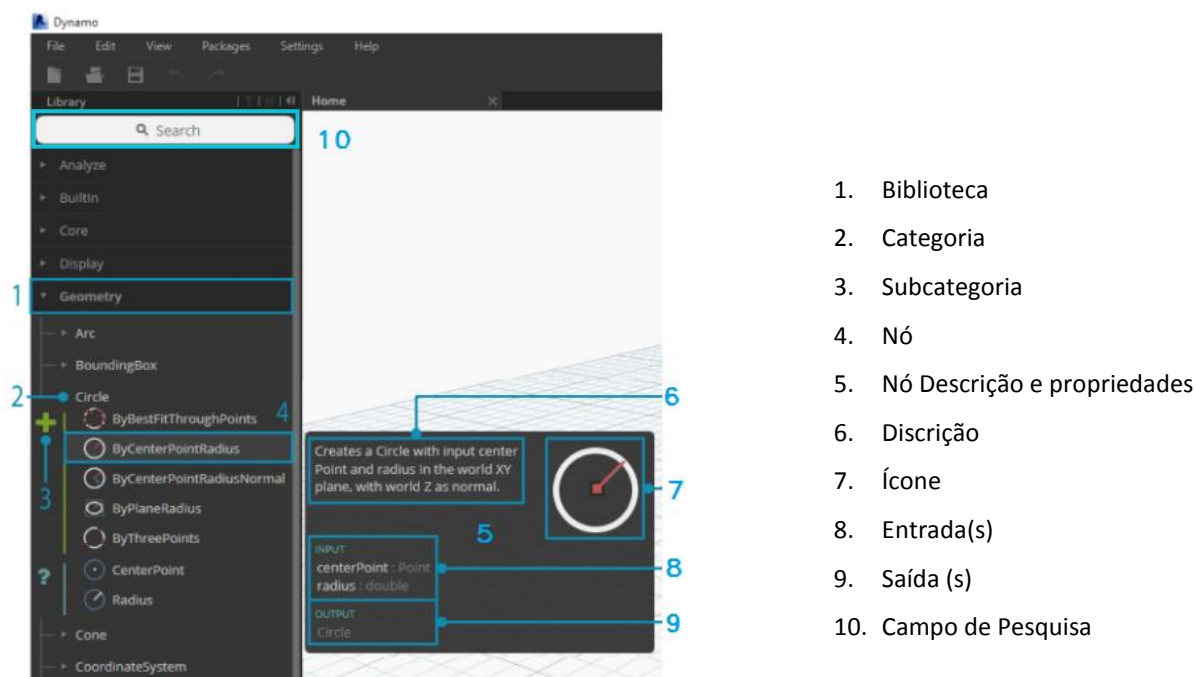 Dynamo
File Edit View Packages Settings Help
Library Home
Search
10
Analyze
BuiltIn
Core
Display
1 Geometry
Arc
BoundingBox
2 Circle
ByBestFitThroughPoints 4
ByCenterPointRadius
ByCenterPointRadiusNormal
3 ByPlaneRadius
ByThreePoints
? CenterPoint
Radius
Cone
CoordinateSystem
6
Creates a Circle with input center
Point and radius in the world XY
plane, with world Z as normal.
7
5
INPUT
centerPoint : Point
radius : double
8
OUTPUT
Circle
9
1. Biblioteca
2. Categoria
3. Subcategoria
4. Nó
5. Nó Descrição e propriedades
6. Discrição
7. Ícone
8. Entrada(s)
9. Saída (s)
10. Campo de Pesquisa